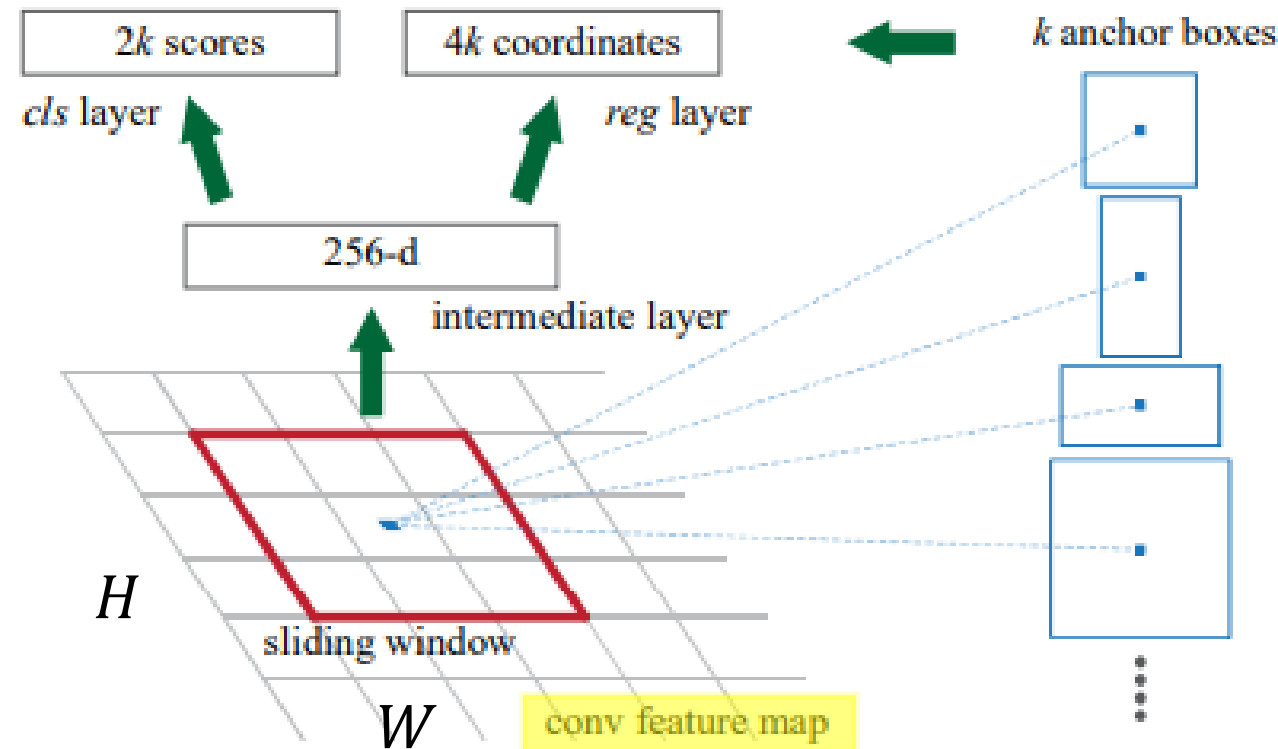 2k scores
4k coordinates
k anchor boxes
cls layer
reg layer
256-d
intermediate layer
H
sliding window
W
conv feature map